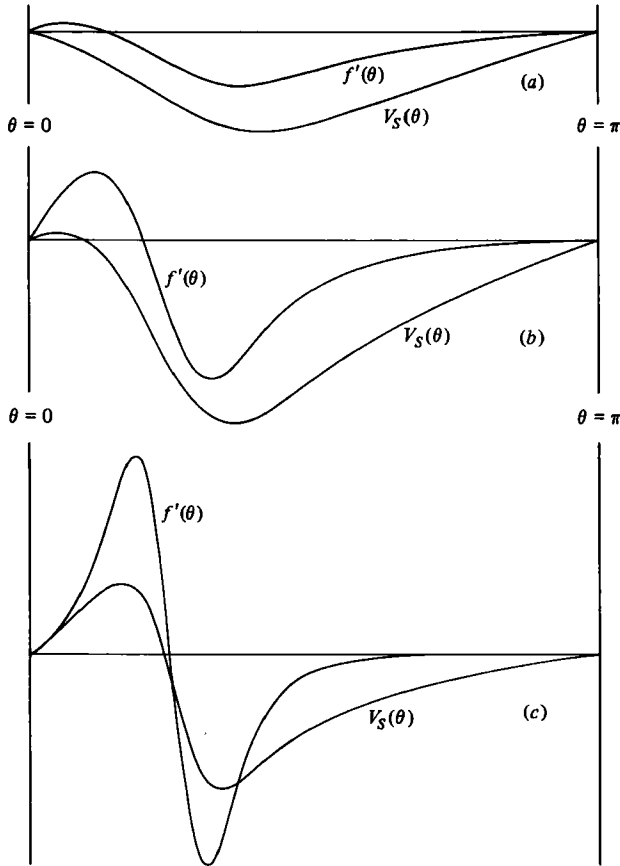 f'(θ)
(a)
V_S(θ)
θ = 0
θ = π
f'(θ)
V_S(θ)
(b)
θ = 0
θ = π
f'(θ)
V_S(θ)
(c)